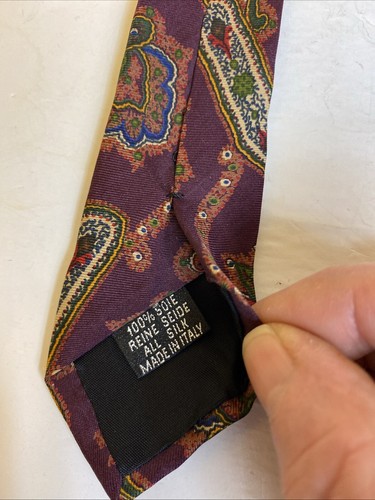 100% SOIE
REINE SEIDE
ALL SILK
MADE IN ITALY